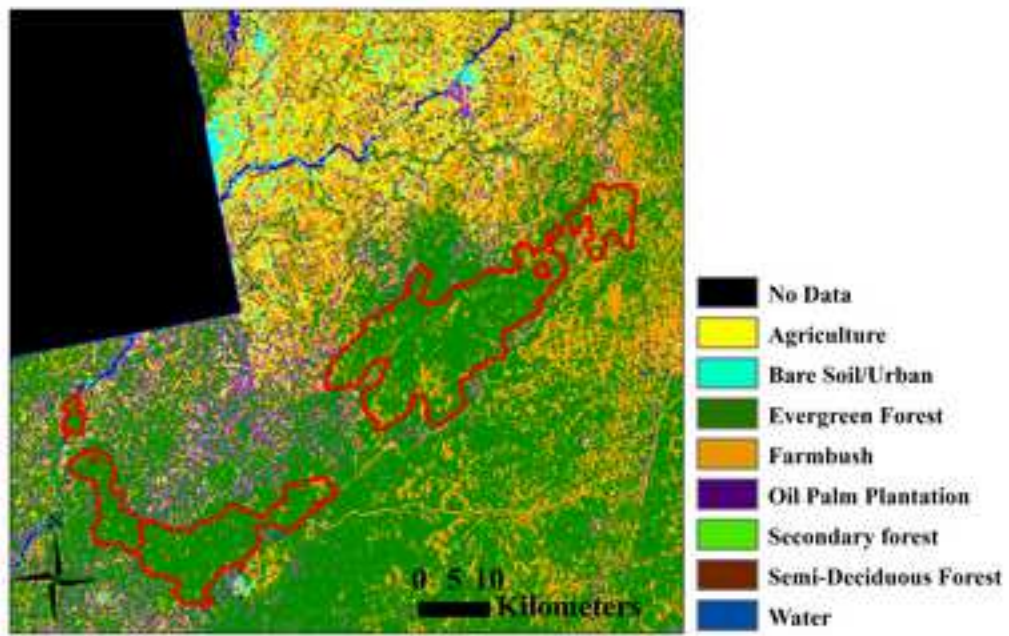 No Data
Agriculture
Bare Soil/Urban
Evergreen Forest
Farmbush
Oil Palm Plantation
Secondary forest
Semi-Deciduous Forest
Water
0 5 10
Kilometers